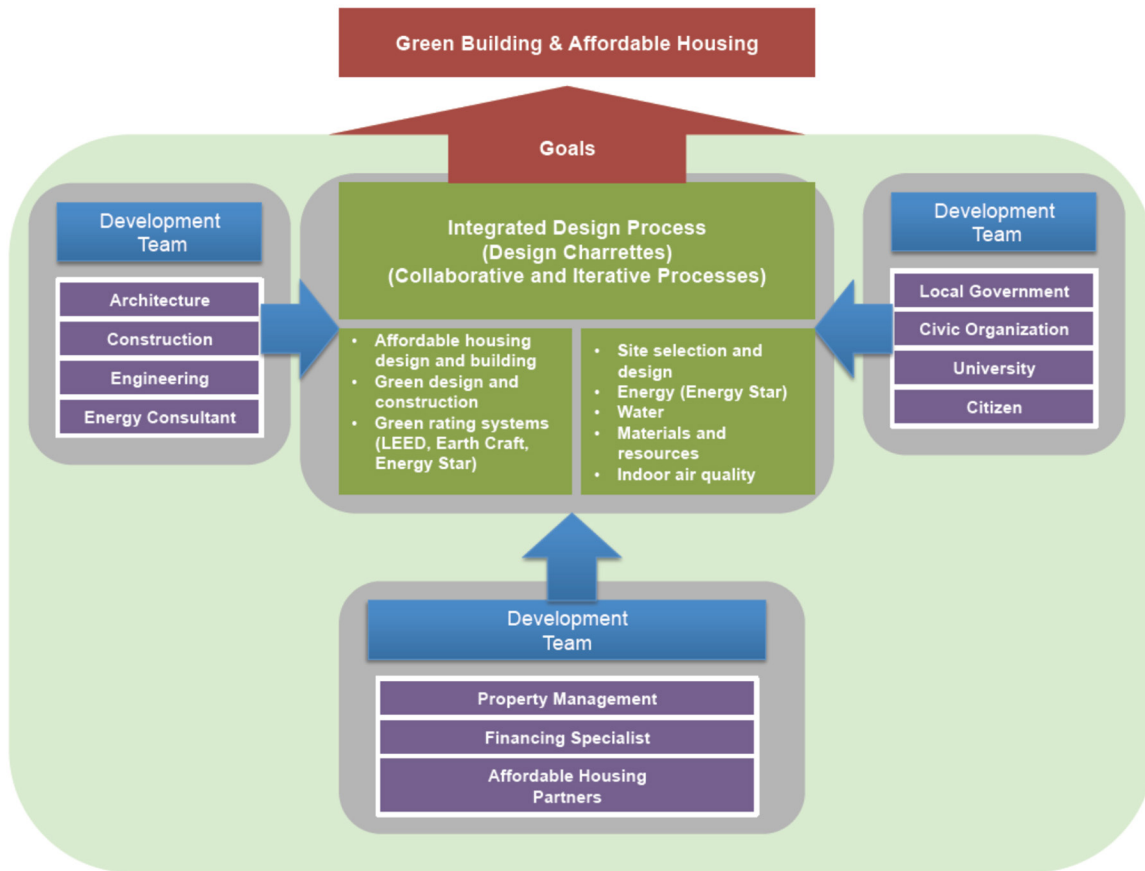 Green Building & Affordable Housing
Goals
Development
Team
Architecture
Construction
Engineering
Energy Consultant
Integrated Design Process
(Design Charrettes)
(Collaborative and Iterative Processes)
• Affordable housing
design and building
• Green design and
construction
• Green rating systems
(LEED, Earth Craft,
Energy Star)
• Site selection and
design
• Energy (Energy Star)
• Water
• Materials and
resources
• Indoor air quality
Development
Team
Local Government
Civic Organization
University
Citizen
Development
Team
Property Management
Financing Specialist
Affordable Housing
Partners